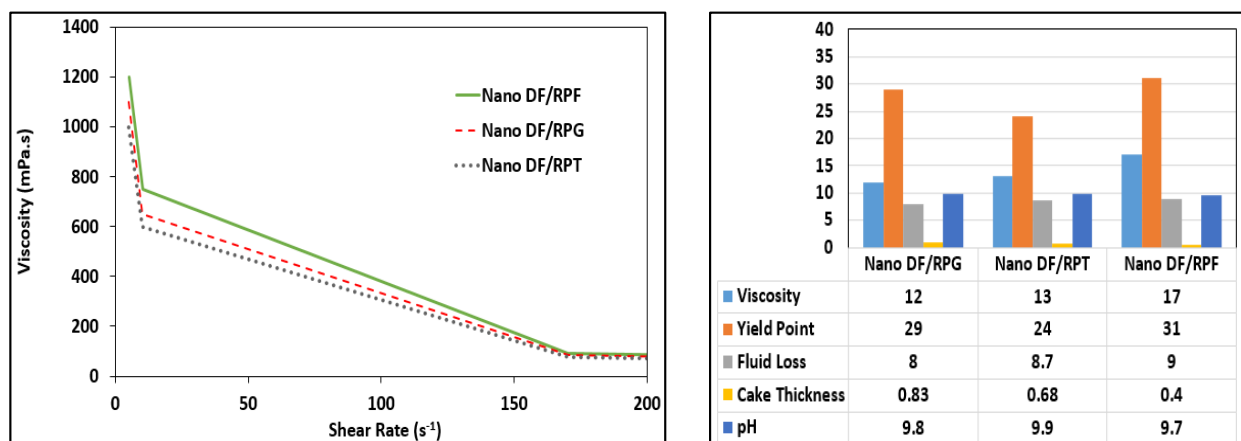 1400
1200
1000
800
600
400
200
0
Viscosity (mPa.s)
Nano DF/RPF
Nano DF/RPG
Nano DF/RPT
0 50 100 150 200
Shear Rate (s⁻¹)
40
35
30
25
20
15
10
5
0
Nano DF/RPG Nano DF/RPT Nano DF/RPF
Viscosity 12 13 17
Yield Point 29 24 31
Fluid Loss 8 8.7 9
Cake Thickness 0.83 0.68 0.4
pH 9.8 9.9 9.7